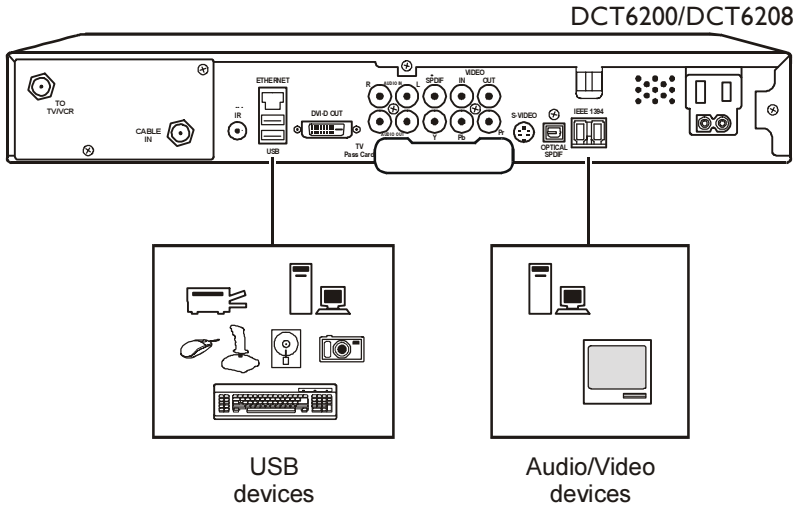 DCT6200/DCT6208
TO
TV/VCR
CABLE
IN
---
IR
ETHERNET
USB
DVI-D OUT
TV
Pass Card
R AUDIO IN L
SPDIF
VIDEO
IN OUT
AUDIO OUT
Y Pb Pr
S-VIDEO
OPTICAL
SPDIF
IEEE 1394
USB
devices
Audio/Video
devices